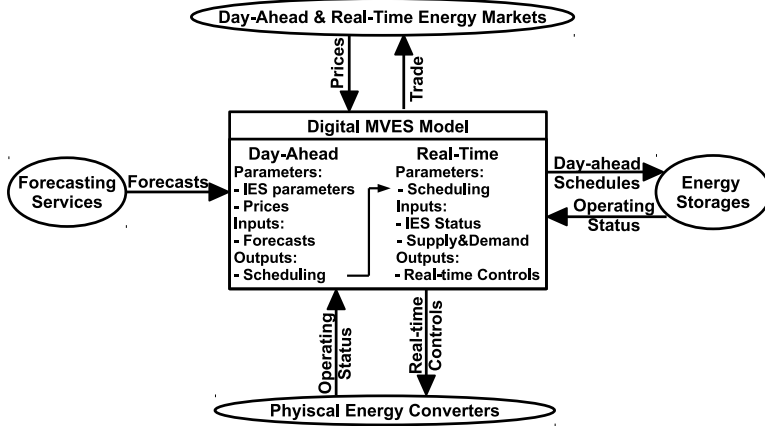 Day-Ahead & Real-Time Energy Markets
Prices
Trade
Digital MVES Model
Day-Ahead
Parameters:
- IES parameters
- Prices
Inputs:
- Forecasts
Outputs:
- Scheduling
Real-Time
Parameters:
- Scheduling
Inputs:
- IES Status
- Supply&Demand
Outputs:
- Real-time Controls
Forecasting
Services
Forecasts
Day-ahead
Schedules
Operating
Status
Energy
Storages
Operating
Status
Real-time
Controls
Phyiscal Energy Converters